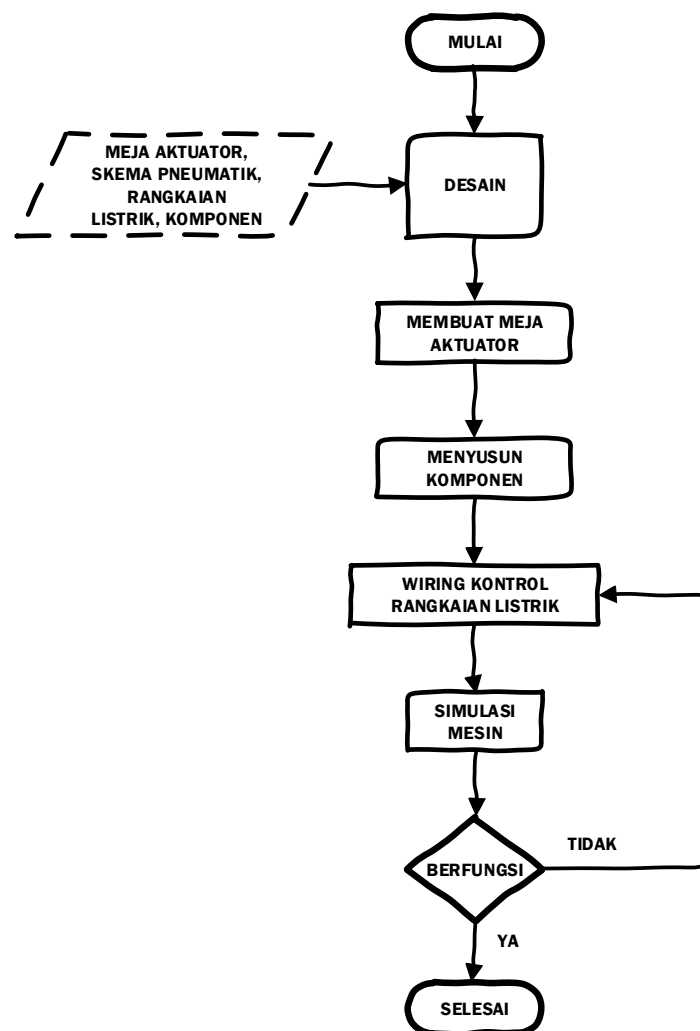 MULAI
MEJA AKTUATOR,
SKEMA PNEUMATIK,
RANGKAIAN
LISTRIK, KOMPONEN
DESAIN
MEMBUAT MEJA
AKTUATOR
MENYUSUN
KOMPONEN
WIRING KONTROL
RANGKAIAN LISTRIK
SIMULASI
MESIN
BERFUNGSI
TIDAK
YA
SELESAI